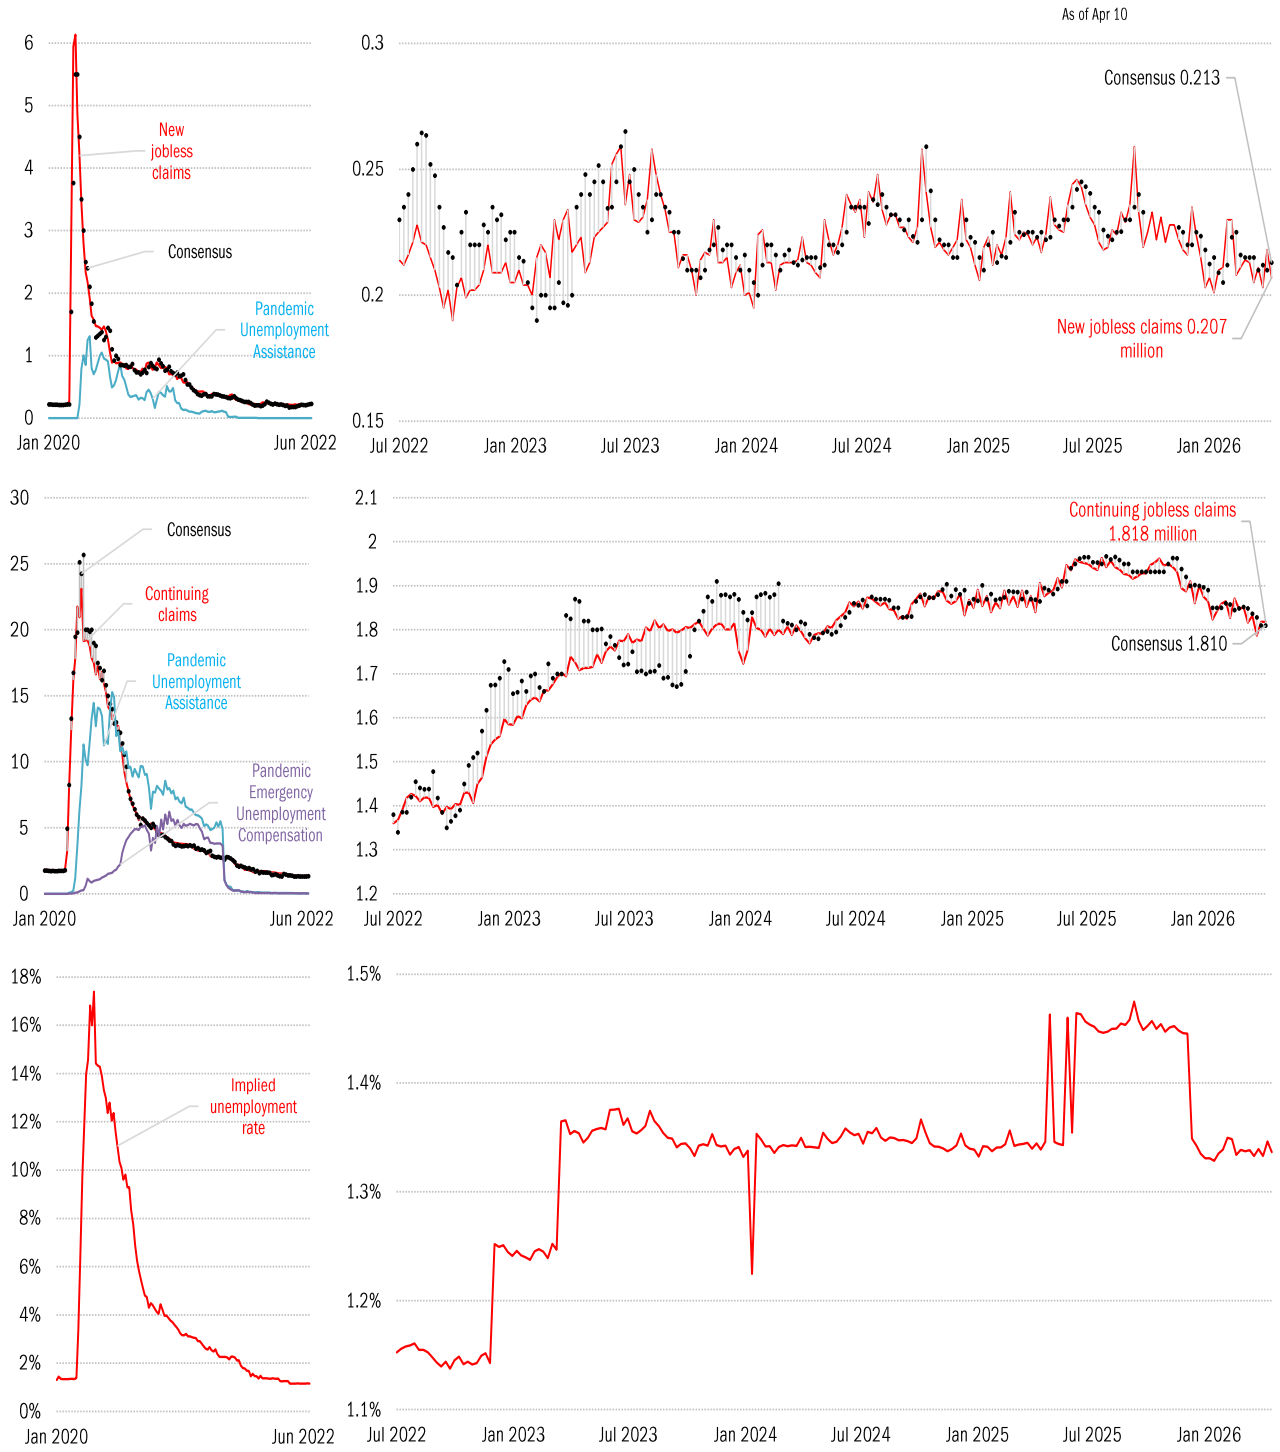 As of Apr 10
6
5
4
3
2
1
0
New
jobless
claims
Consensus
Pandemic
Unemployment
Assistance
Jan 2020
Jun 2022
0.3
0.25
0.2
0.15
Consensus 0.213
New jobless claims 0.207
million
Jul 2022
Jan 2023
Jul 2023
Jan 2024
Jul 2024
Jan 2025
Jul 2025
Jan 2026
30
25
20
15
10
5
0
Consensus
Continuing
claims
Pandemic
Unemployment
Assistance
Pandemic
Emergency
Unemployment
Compensation
Jan 2020
Jun 2022
2.1
2
1.9
1.8
1.7
1.6
1.5
1.4
1.3
1.2
Continuing jobless claims
1.818 million
Consensus 1.810
Jul 2022
Jan 2023
Jul 2023
Jan 2024
Jul 2024
Jan 2025
Jul 2025
Jan 2026
18%
16%
14%
12%
10%
8%
6%
4%
2%
0%
Implied
unemployment
rate
Jan 2020
Jun 2022
1.5%
1.4%
1.3%
1.2%
1.1%
Jul 2022
Jan 2023
Jul 2023
Jan 2024
Jul 2024
Jan 2025
Jul 2025
Jan 2026